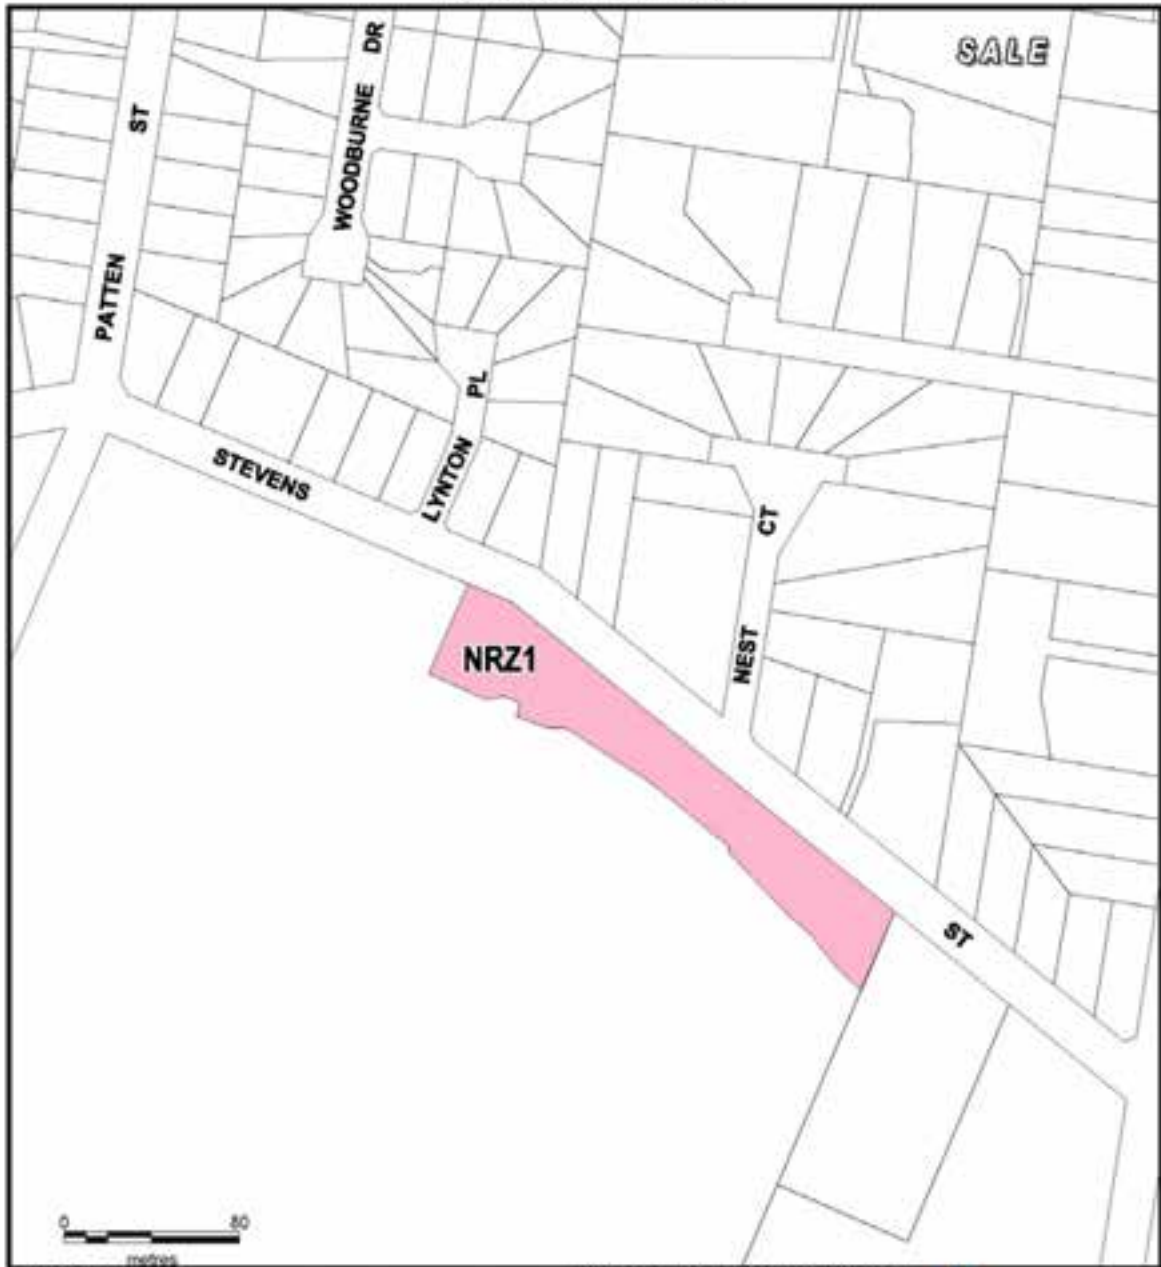 SALE
WOODBURNE DR
PATTEN ST
LYNTON PL
STEVENS ST
NEST CT
NRZ1
0 80
metres